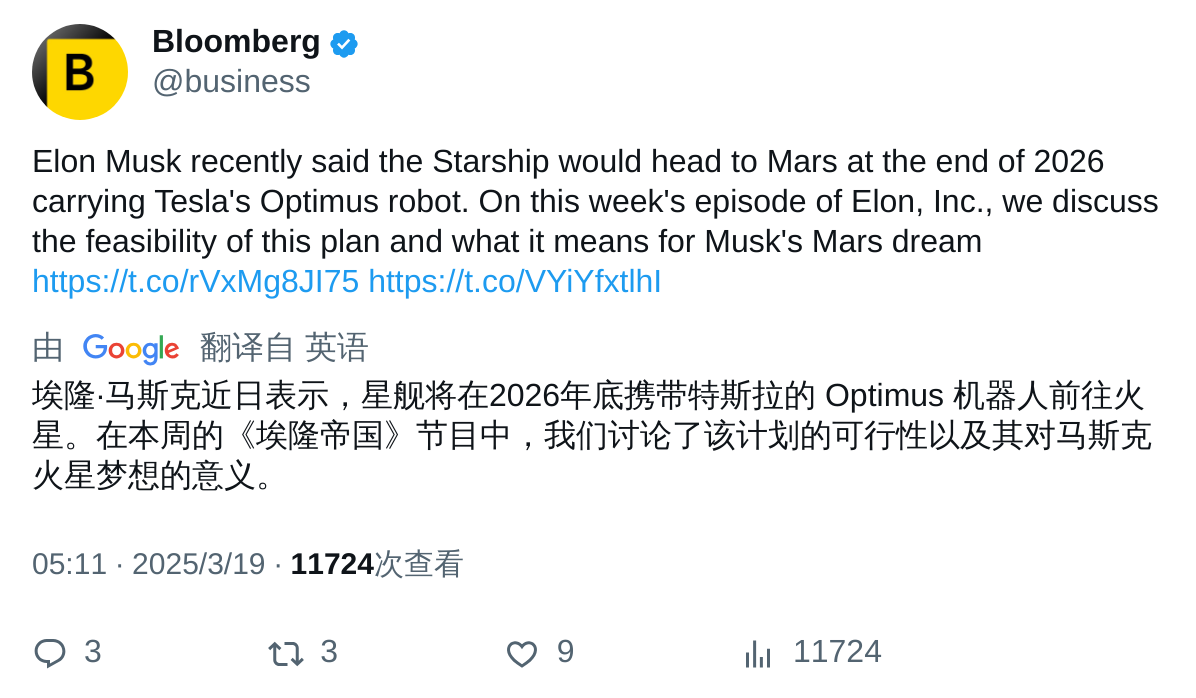 B
Bloomberg
@business
Elon Musk recently said the Starship would head to Mars at the end of 2026
carrying Tesla's Optimus robot. On this week's episode of Elon, Inc., we discuss
the feasibility of this plan and what it means for Musk's Mars dream
https://t.co/rVxMg8JI75 https://t.co/VYiYfxtlhI
由 Google 翻译自 英语
埃隆·马斯克近日表示，星舰将在2026年底携带特斯拉的 Optimus 机器人前往火
星。在本周的《埃隆帝国》节目中，我们讨论了该计划的可行性以及其对马斯克
火星梦想的意义。
05:11 · 2025/3/19 · 11724次查看
3 3 9 11724